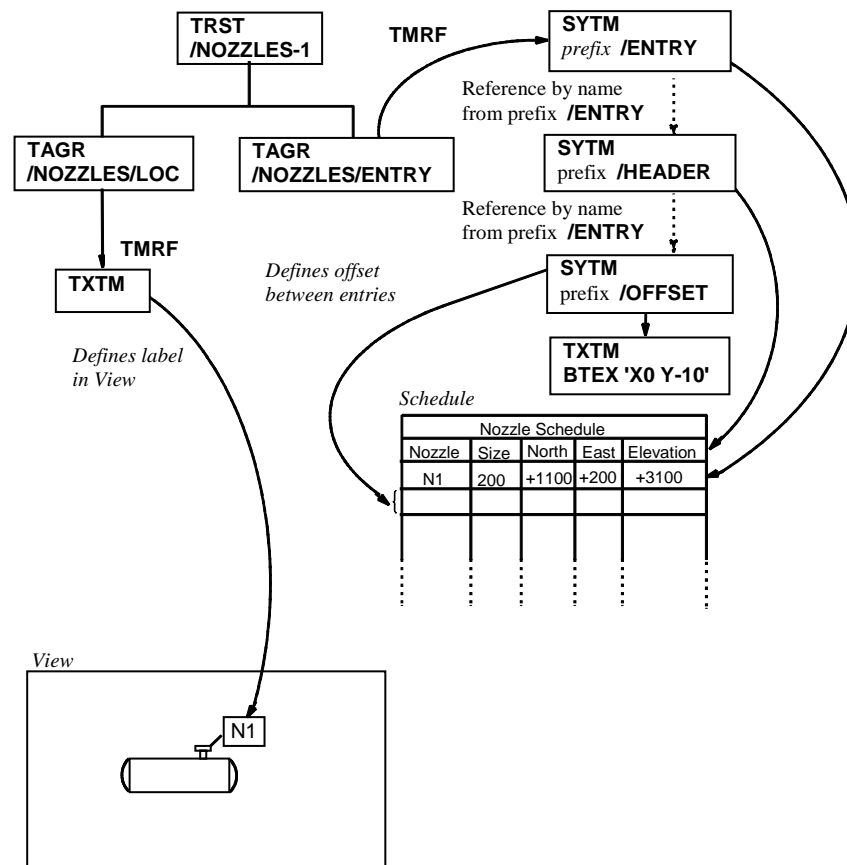 TRST
/NOZZLES-1
TMRF
SYTM
prefix /ENTRY
Reference by name
from prefix /ENTRY
TAGR
/NOZZLES/LOC
TAGR
/NOZZLES/ENTRY
SYTM
prefix /HEADER
Reference by name
from prefix /ENTRY
TMRF
TXTM
Defines offset
between entries
SYTM
prefix /OFFSET
Defines label
in View
TXTM
BTEX 'X0 Y-10'
Schedule
Nozzle Schedule
Nozzle Size North East Elevation
N1 200 +1100 +200 +3100
View
N1